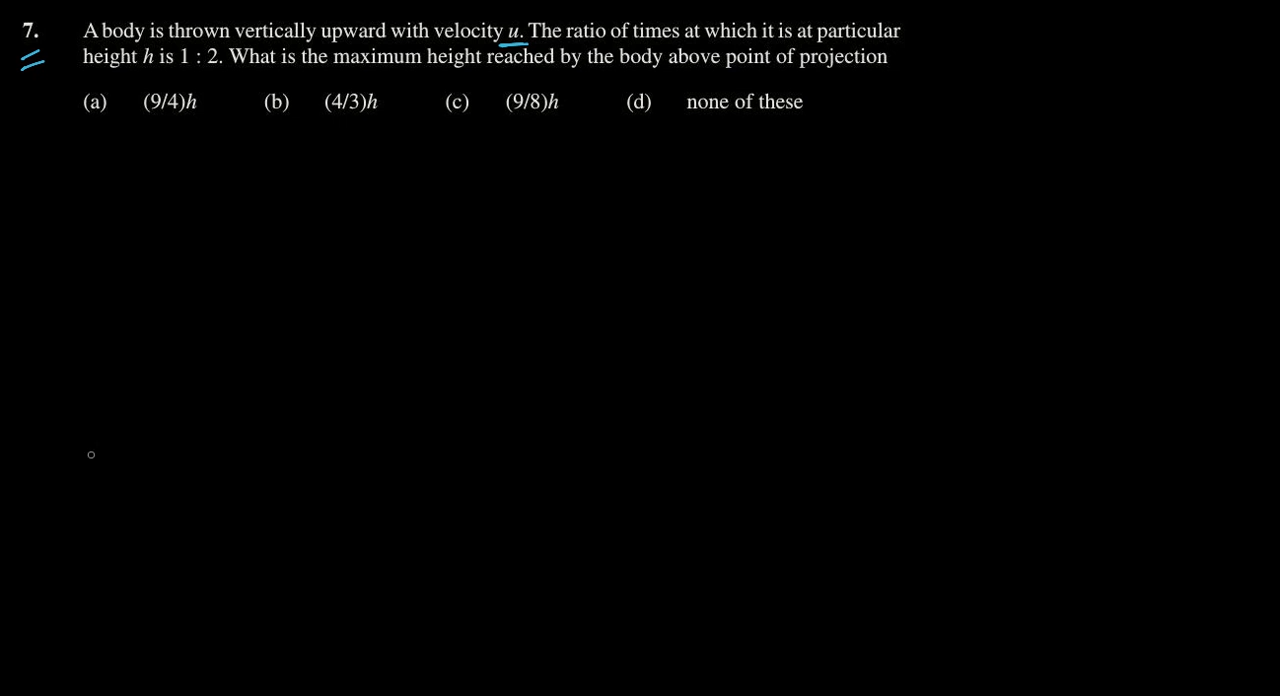 7. A body is thrown vertically upward with velocity u. The ratio of times at which it is at particular
height h is 1 : 2. What is the maximum height reached by the body above point of projection
(a) (9/4)h (b) (4/3)h (c) (9/8)h (d) none of these